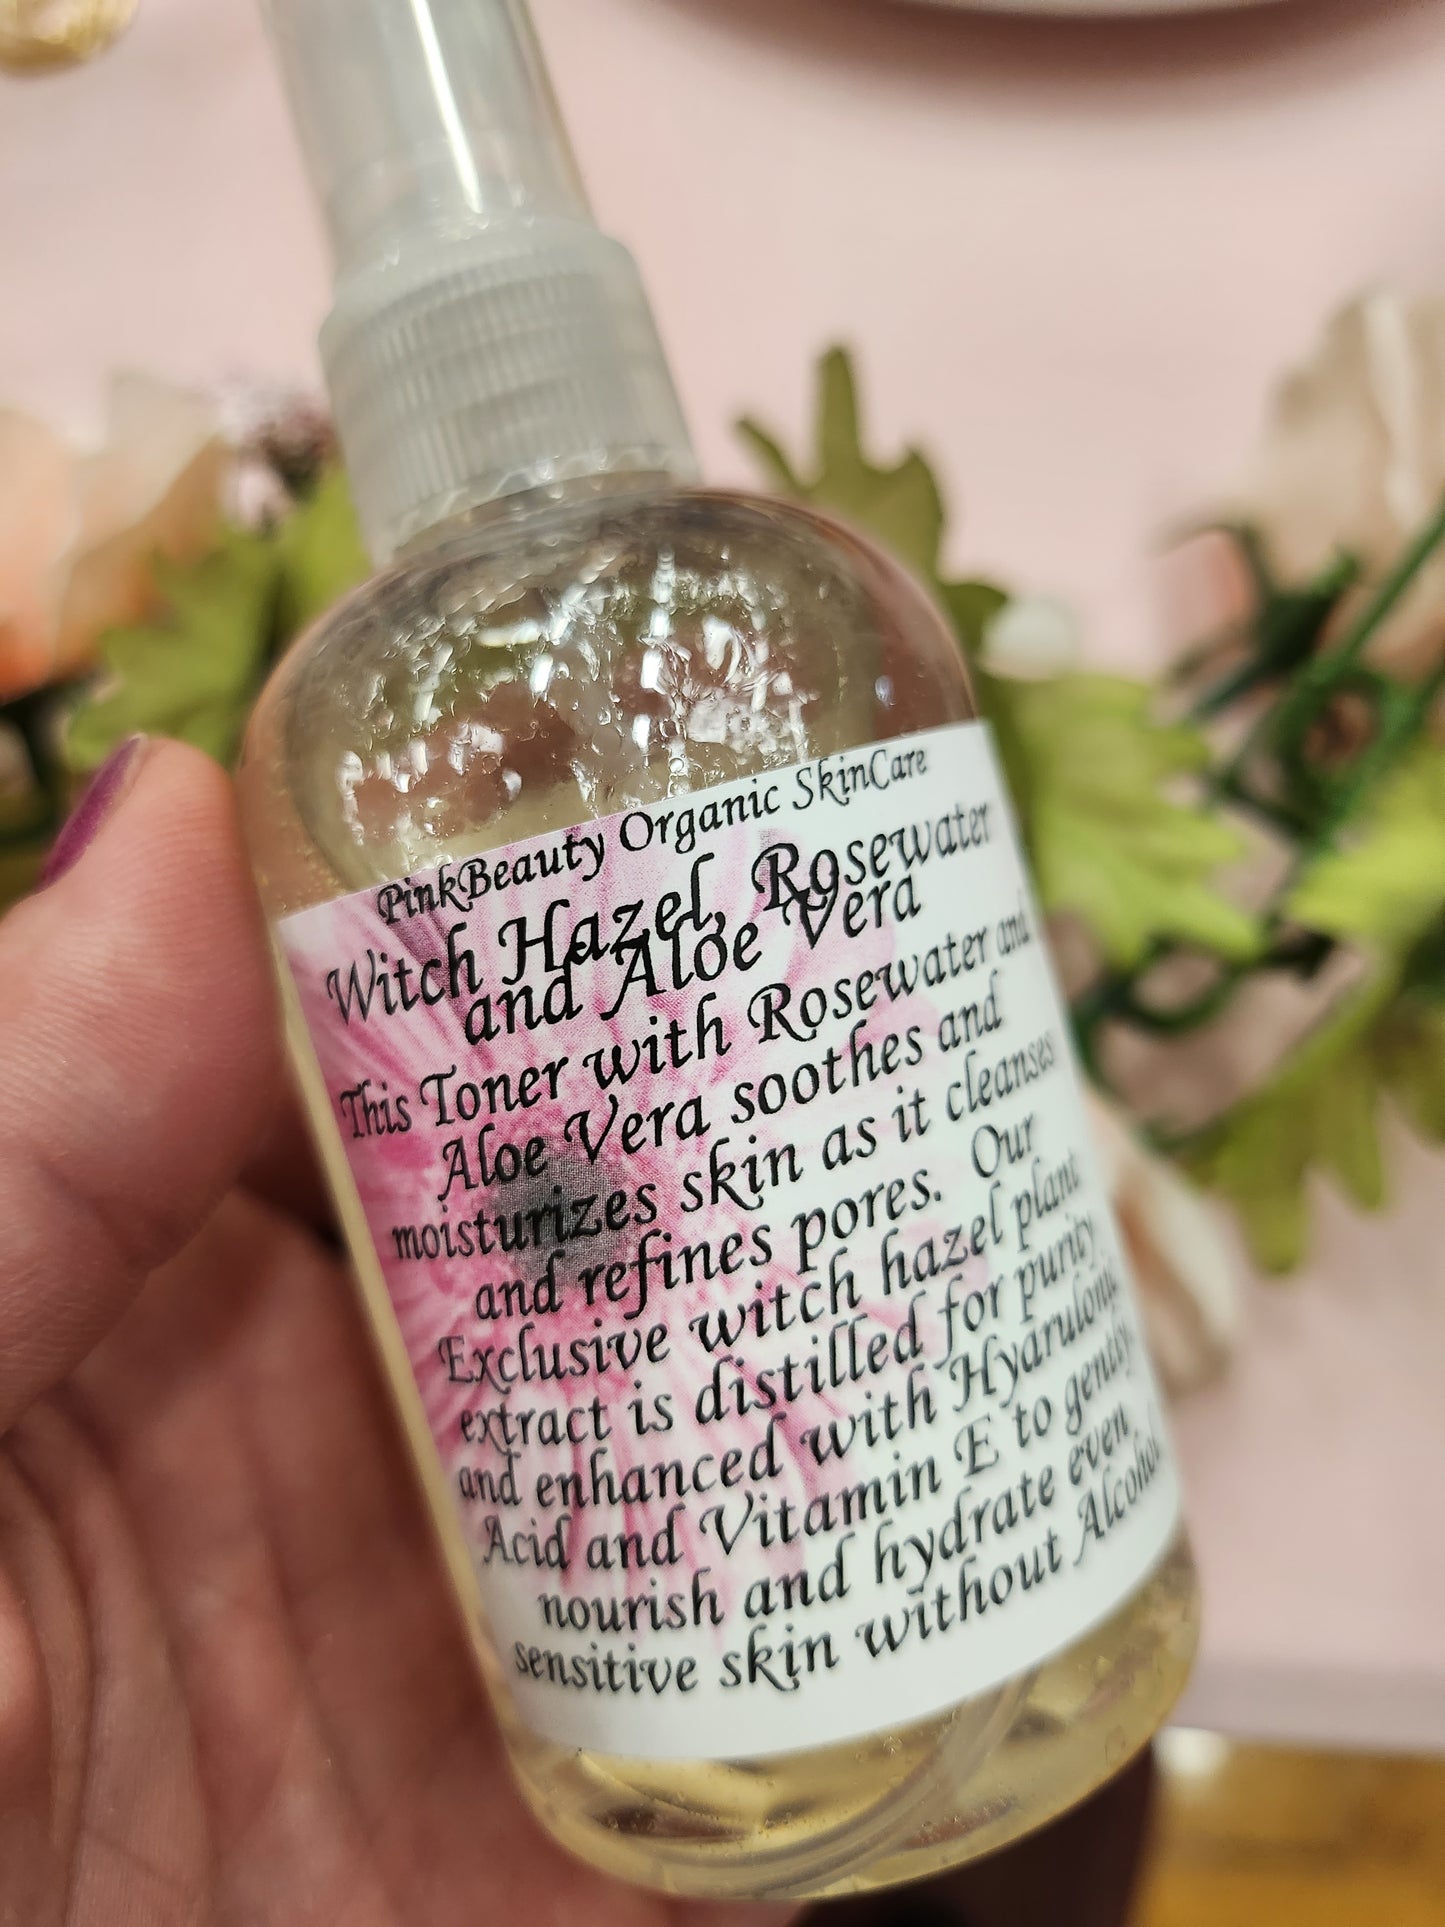 PinkBeauty Organic SkinCare
Witch Hazel, Rosewater
and Aloe Vera
This Toner with Rosewater and
Aloe Vera soothes and
moisturizes skin as it cleanses
and refines pores. Our
Exclusive witch hazel plant
extract is distilled for purity
and enhanced with Hyarulonic
Acid and Vitamin E to gently
nourish and hydrate even
sensitive skin without Alcohol